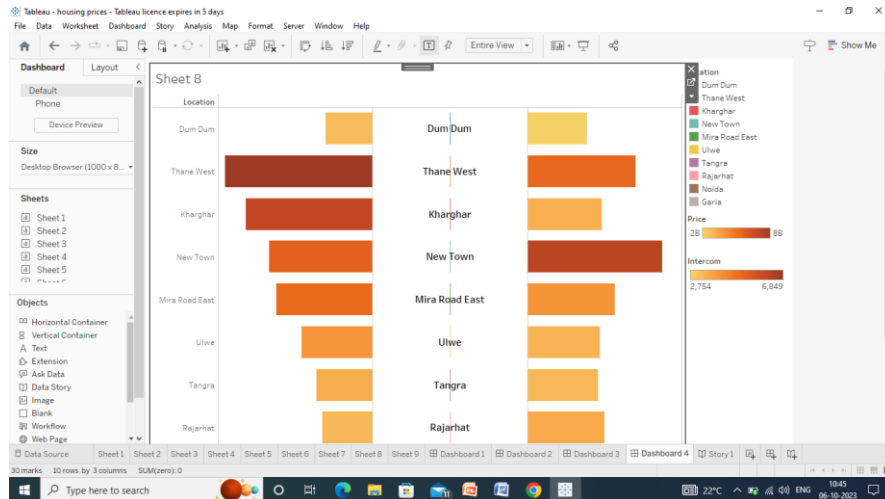 Tableau - housing prices - Tableau licence expires in 5 days
File Data Worksheet Dashboard Story Analysis Map Format Server Window Help
Entire View
Show Me
Dashboard Layout
Default
Phone
Device Preview
Size
Desktop Browser (1000 x 8...
Sheets
Sheet 1
Sheet 2
Sheet 3
Sheet 4
Sheet 5
Objects
Horizontal Container
Vertical Container
A Text
Extension
Ask Data
Data Story
Image
Blank
Workflow
Web Page
Sheet 8
Location
Dum Dum Dum Dum
Thane West Thane West
Kharghar Kharghar
New Town New Town
Mira Road East Mira Road East
Ulwe Ulwe
Tangra Tangra
Rajarhat Rajarhat
ation
Dum Dum
Thane West
Kharghar
New Town
Mira Road East
Ulwe
Tangra
Rajarhat
Noida
Garia
Price
28 88
Intercom
2,754 6,849
Data Source Sheet 1 Sheet 2 Sheet 3 Sheet 4 Sheet 5 Sheet 6 Sheet 7 Sheet 8 Sheet 9 Dashboard 1 Dashboard 2 Dashboard 3 Dashboard 4 Story 1
30 marks 10 rows by 3 columns SUM(zero): 0
Type here to search
22°C ENG 10:45
06-10-2023